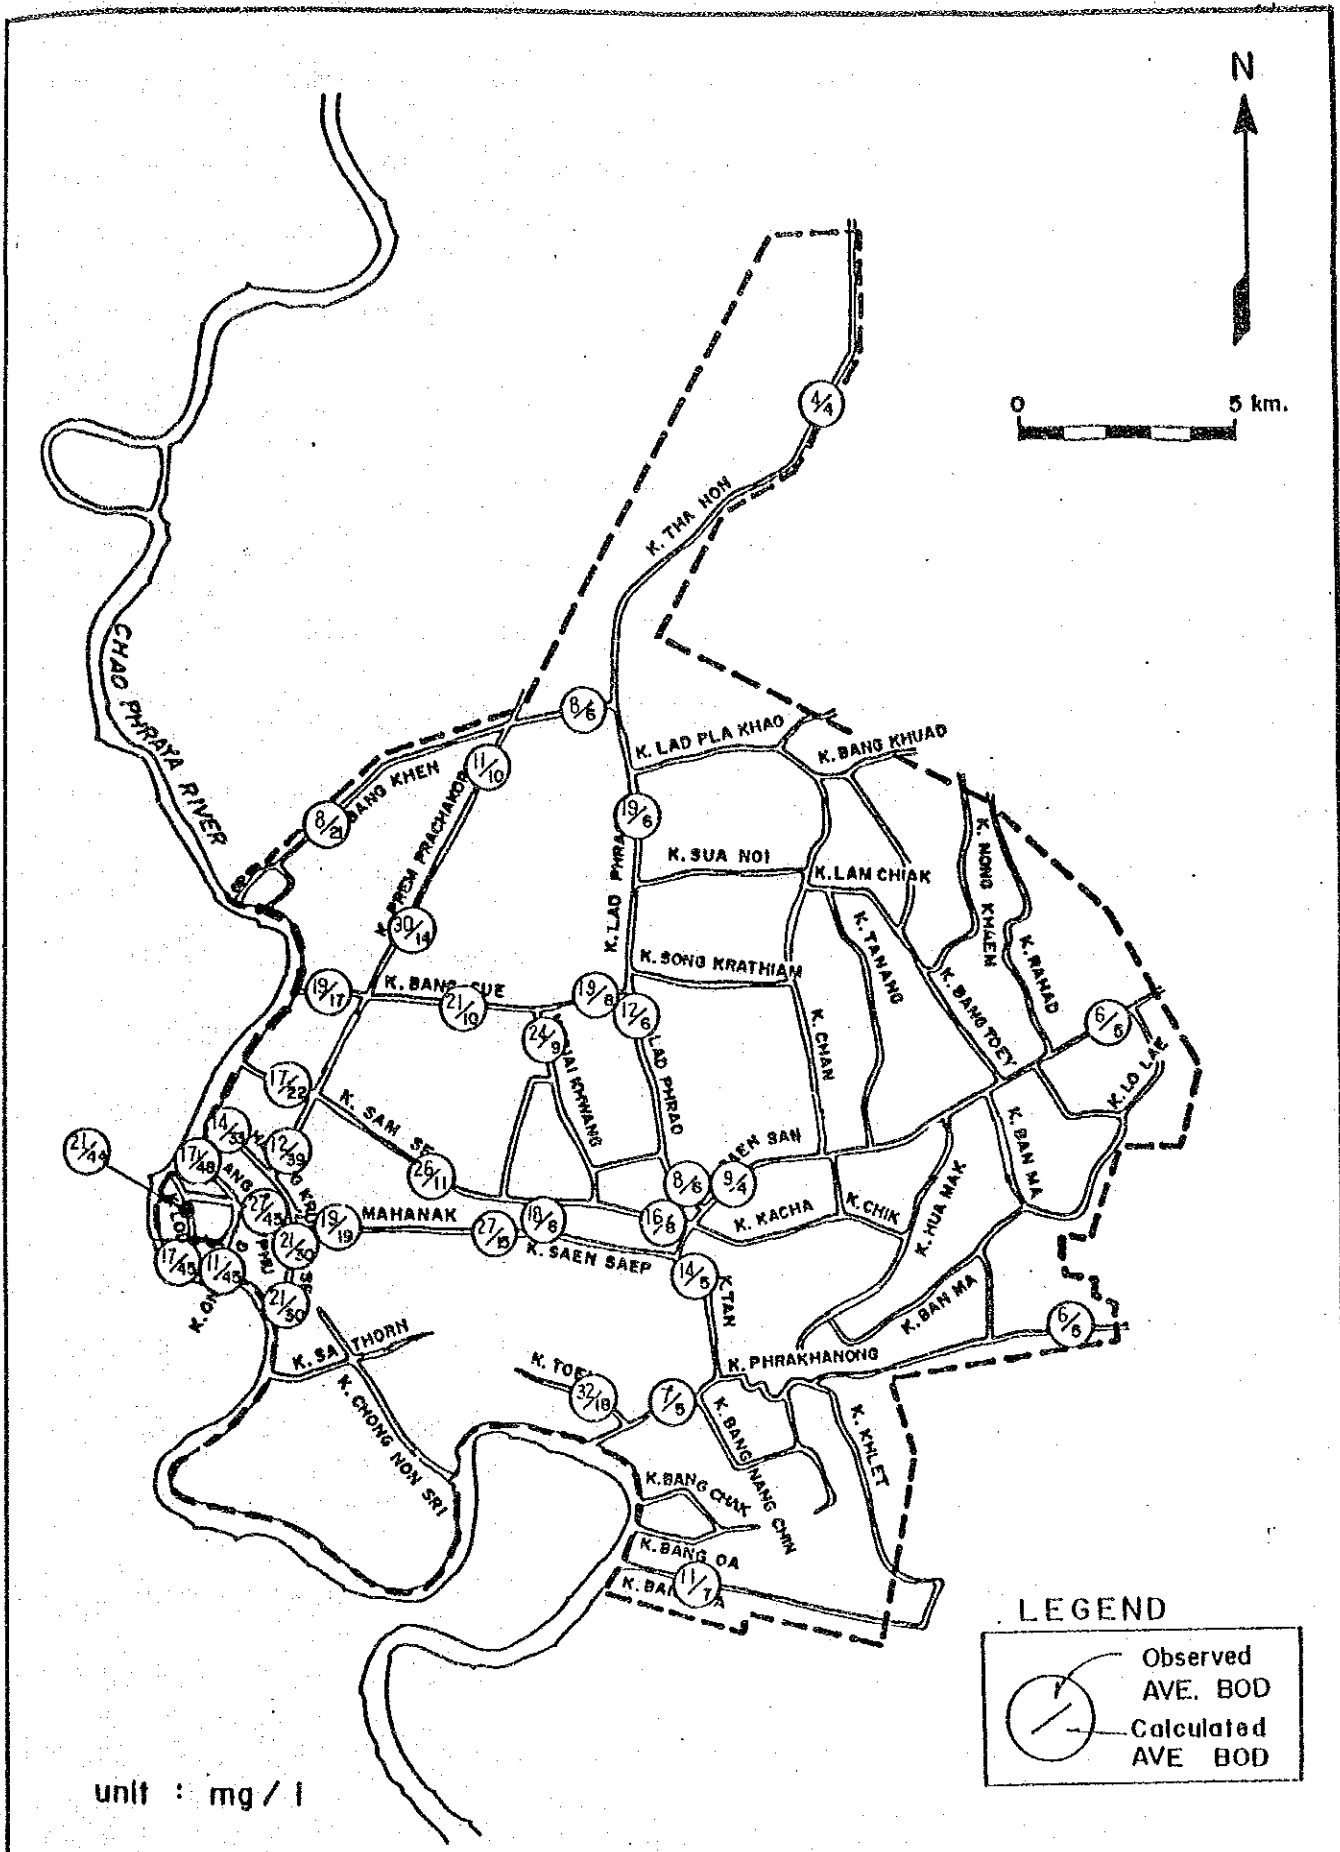 N
0 5 km.
4/4
K. THA HON
CHAO PHRAYA RIVER
8/6
K. LAD PLA KHAO
K. BANG KHUAD
11/10
BANG KHEN
8/21
K. PREM PRACHAKOR
19/6
K. LAD PHRAO
K. SUA NOI
K. LAM CHIAK
K. NONG KHAEM
K. RAHAD
K. TANANG
30/14
K. SONG KRATHIAM
K. BANG TOEY
19/17
K. BANG SUE
21/19
19/8
12/6
6/5
24/9
LAD PHRAO
K. CHAN
K. LO LAE
17/22
K. SAM SE
K. BAN MA
14/33
12/39
21/44
17/48
26/11
SAEN SAN
8/6
9/4
MAHANAK
19/19
27/15
18/8
16/6
K. KACHA
K. CHIK
K. HUA MAK
21/30
K. SAEN SAEP
14/5
K. TAN
17/45
11/45
21/30
K. BAN MA
6/5
K. SATHORN
K. PHRAKHANONG
K. TOEY
32/18
7/5
K. CHONG NON SRI
K. BANG NANG CHIN
K. KHLET
K. BANG CHAK
K. BANG OA
11/7
LEGEND
Observed
AVE. BOD
Calculated
AVE BOD
unit : mg / l